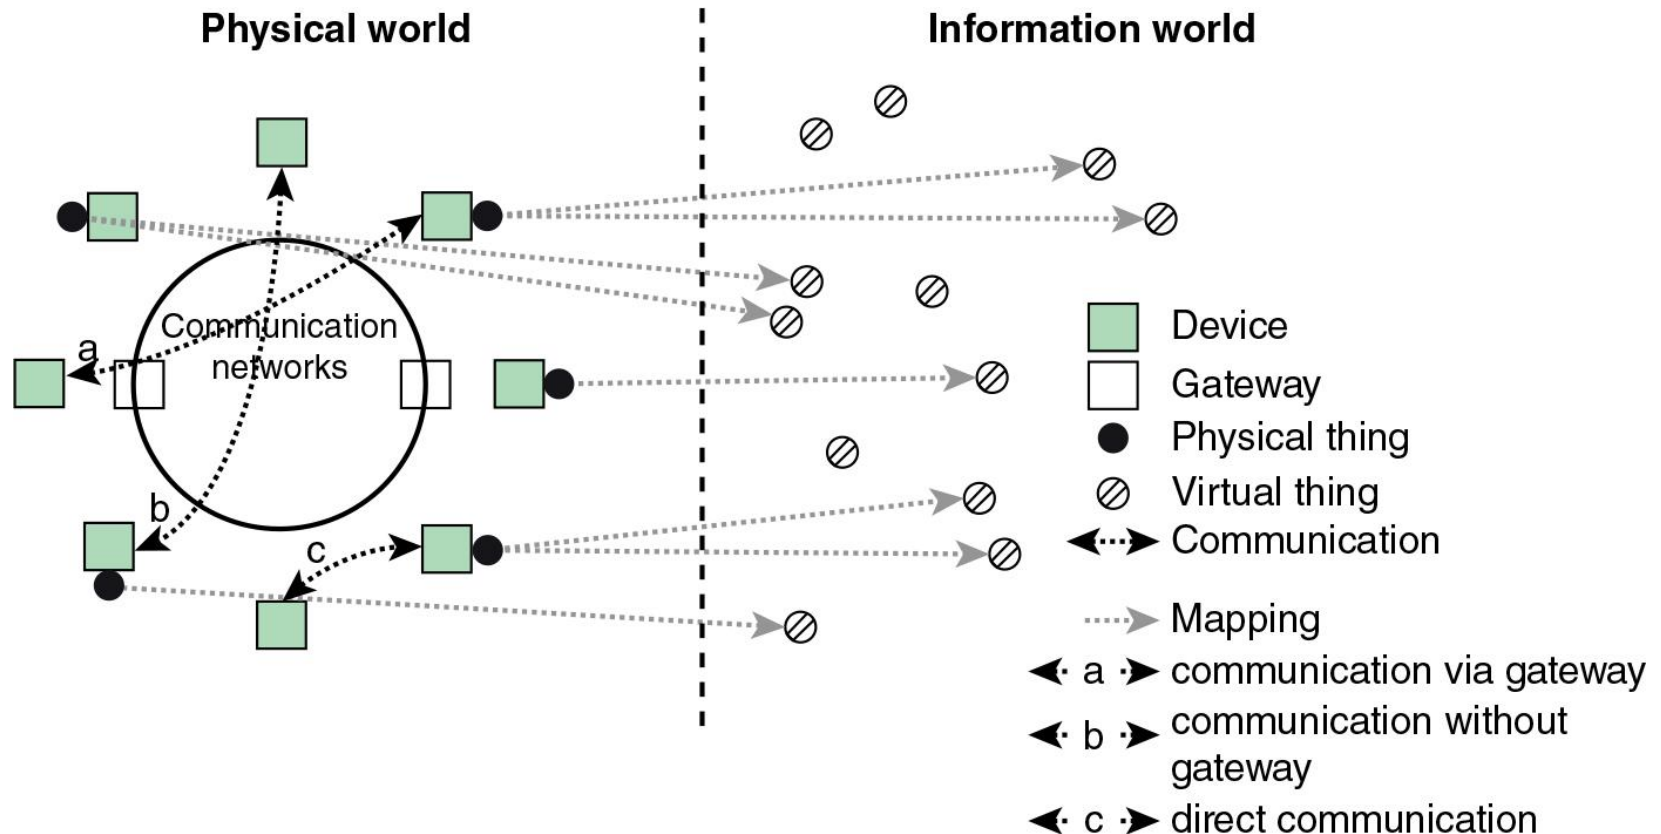 Physical world
Information world
Communication
networks
a
b
c
Device
Gateway
Physical thing
Virtual thing
Communication
Mapping
a communication via gateway
b communication without
gateway
c direct communication